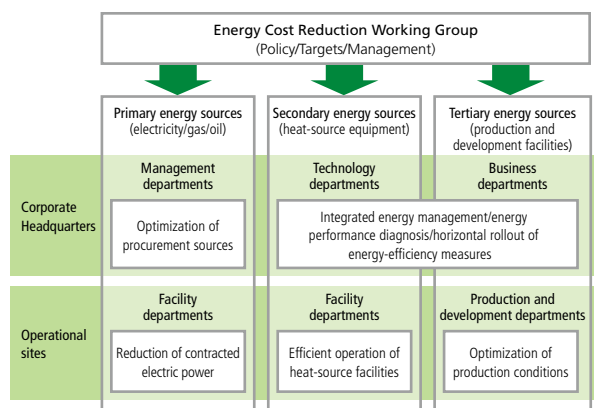 Energy Cost Reduction Working Group
(Policy/Targets/Management)
Primary energy sources
(electricity/gas/oil)
Secondary energy sources
(heat-source equipment)
Tertiary energy sources
(production and
development facilities)
Corporate
Headquarters
Management
departments
Optimization of
procurement sources
Technology
departments
Business
departments
Integrated energy management/energy
performance diagnosis/horizontal rollout of
energy-efficiency measures
Operational
sites
Facility
departments
Reduction of contracted
electric power
Facility
departments
Efficient operation of
heat-source facilities
Production and
development departments
Optimization of
production conditions